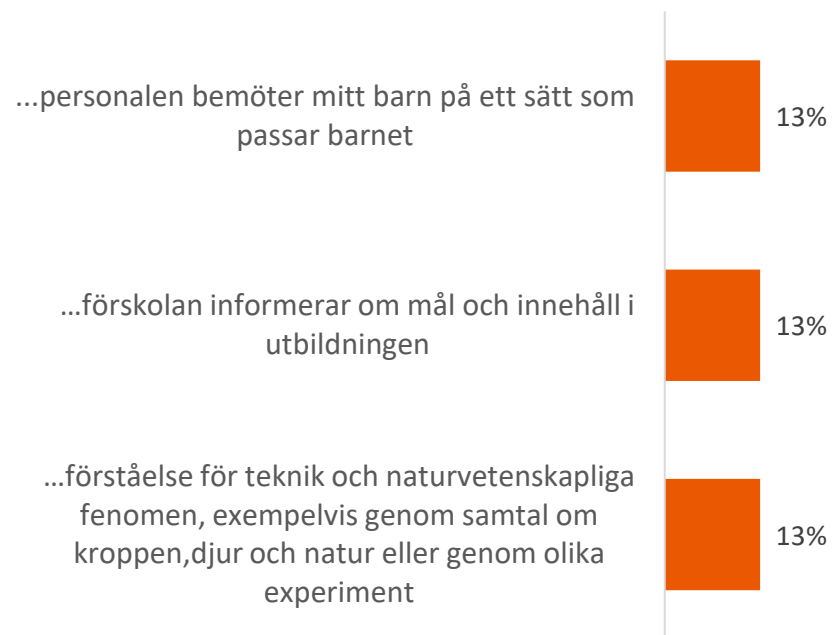 ...personalen bemöter mitt barn på ett sätt som
passar barnet
13%
...förskolan informerar om mål och innehåll i
utbildningen
13%
...förståelse för teknik och naturvetenskapliga
fenomen, exempelvis genom samtal om
kroppen,djur och natur eller genom olika
experiment
13%